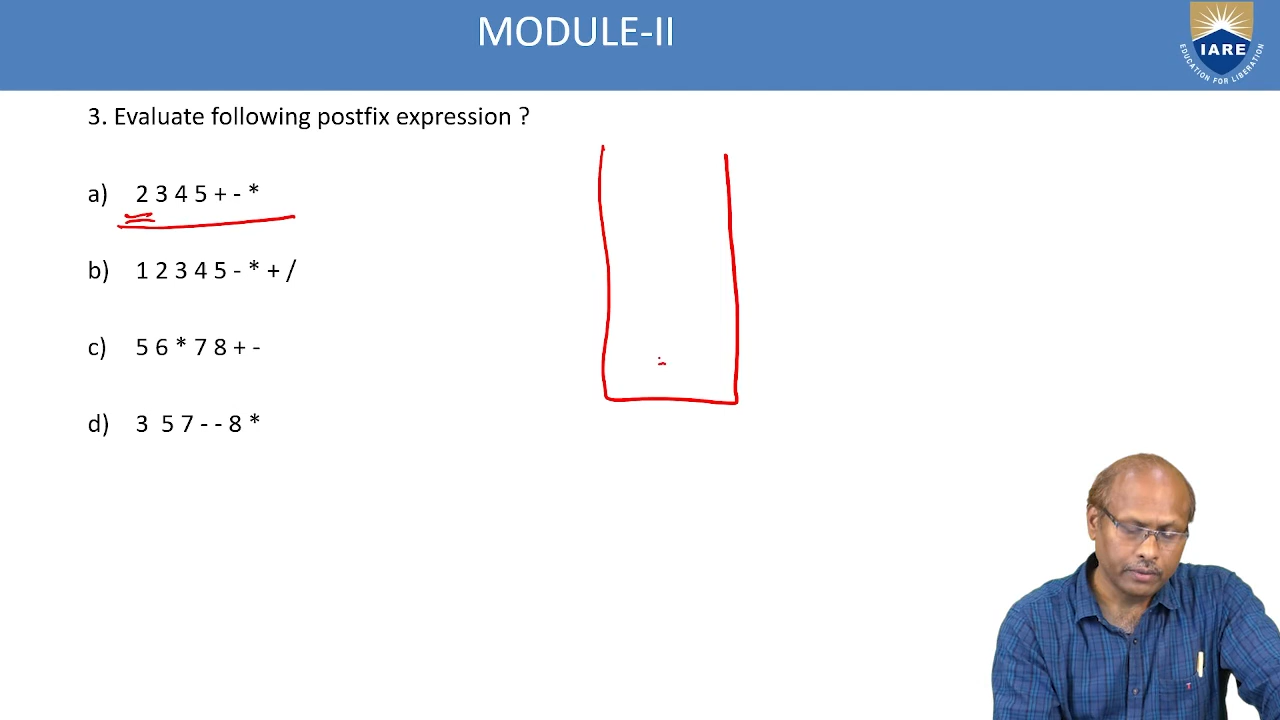 MODULE-II
IARE
EDUCATION FOR LIBERATION
3. Evaluate following postfix expression ?
a) 2 3 4 5 + - *
b) 1 2 3 4 5 - * + /
c) 5 6 * 7 8 + -
d) 3 5 7 - - 8 *